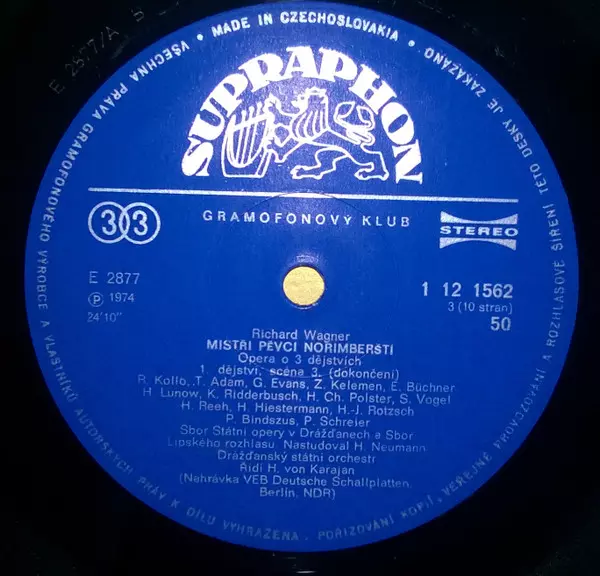 E 2877/A
VŠECHNA PRÁVA GRAMOFONOVÉHO VÝROBCE A VLASTNÍKŮ AUTORSKÝCH PRÁV K DÍLU VYHRAZENA. POŘIZOVÁNÍ KOPIÍ, VEŘEJNÉ PROVOZOVÁNÍ A ROZHLASOVÉ ŠÍŘENÍ TÉTO DESKY JE ZAKÁZÁNO
• MADE IN CZECHOSLOVAKIA •
SUPRAPHON
33
GRAMOFONOVÝ KLUB
STEREO
E 2877
Ⓟ 1974
24'10"
1 12 1562
3 (10 stran)
50
Richard Wagner
MISTŘI PĚVCI NORIMBERŠTÍ
Opera o 3 dějstvích
1. dějství, scéna 3. (dokončení)
R. Kollo, T. Adam, G. Evans, Z. Kelemen, E. Büchner
H. Lunow, K. Ridderbusch, H. Ch. Polster, S. Vogel
H. Reeh, H. Hiestermann, H.-J. Rotzsch
P. Bindszus, P. Schreier
Sbor Státní opery v Drážďanech a Sbor
Lipského rozhlasu. Nastudoval H. Neumann
Drážďanský státní orchestr
Řídí H. von Karajan
(Nahrávka VEB Deutsche Schallplatten,
Berlin, NDR)